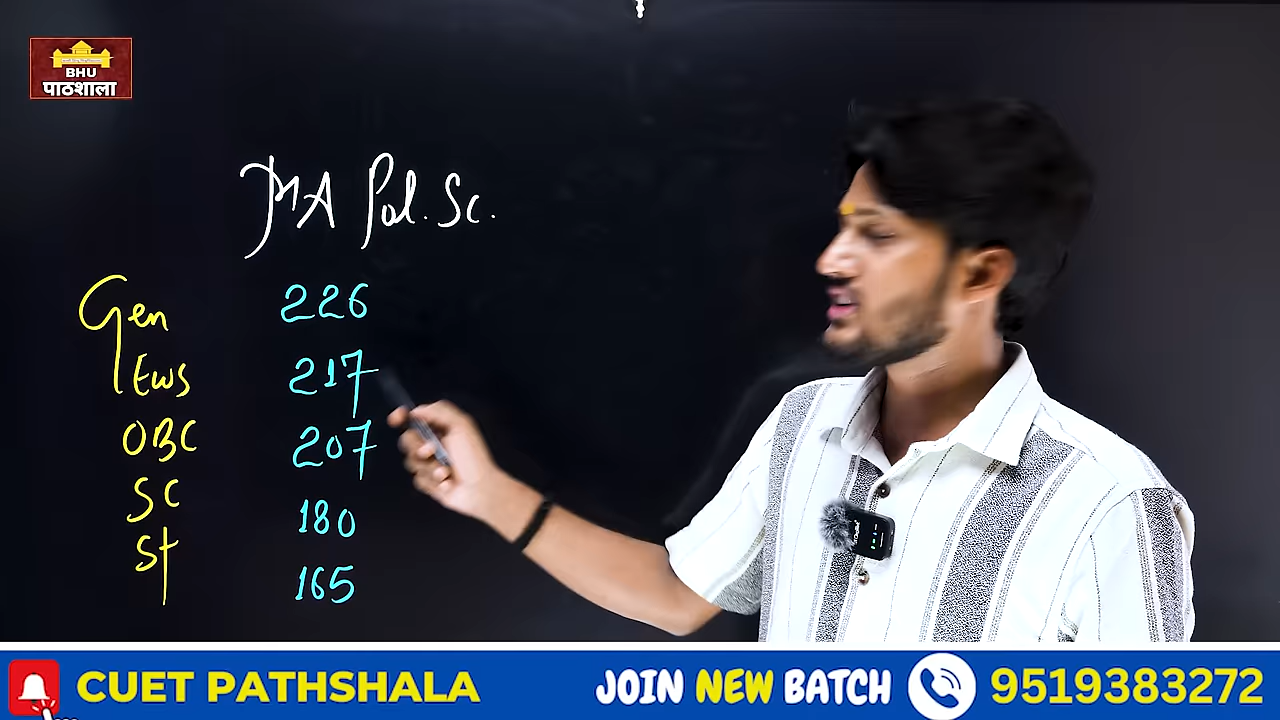 BHU
पाठशाला
MA Pol. Sc.
Gen 226
Ews 217
OBC 207
SC 180
St 165
CUET PATHSHALA JOIN NEW BATCH 9519383272